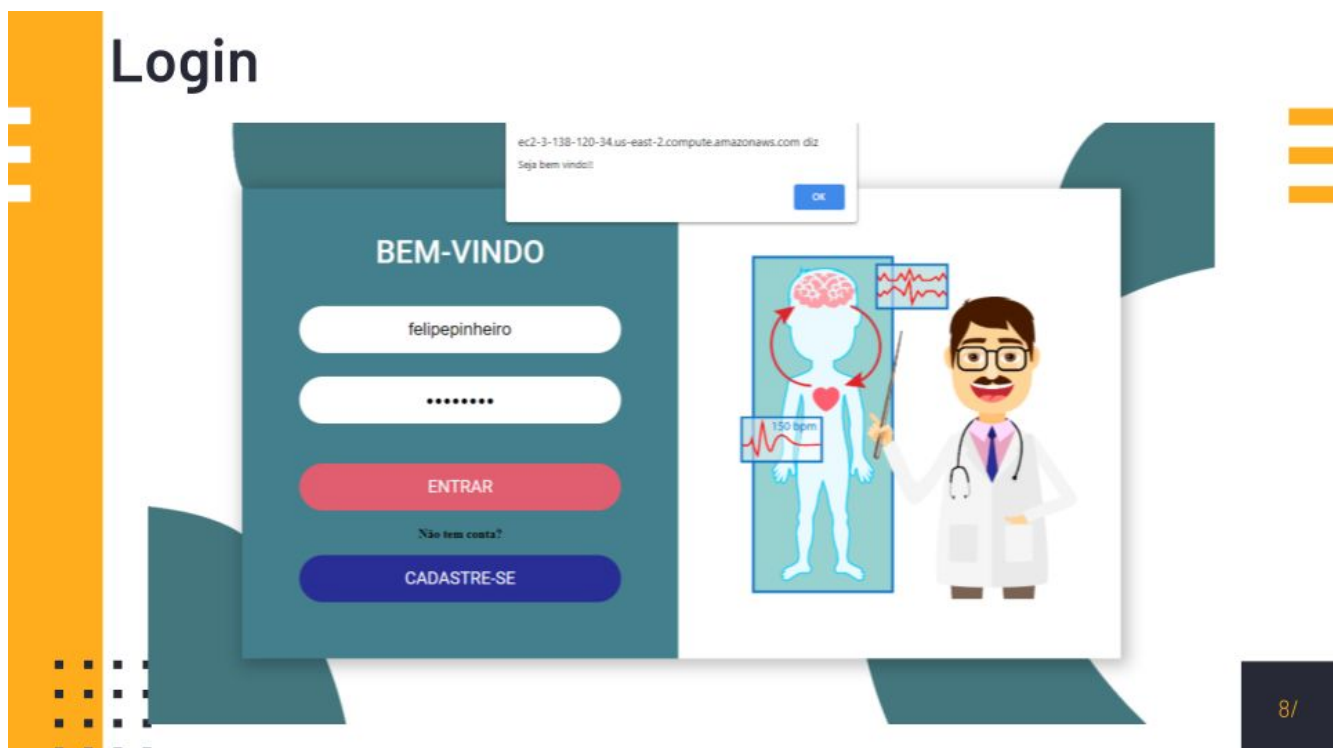 Login
ec2-3-138-120-34.us-east-2.compute.amazonaws.com diz
Seja bem vindo!!
OK
BEM-VINDO
felipepinheiro
••••••••
ENTRAR
Não tem conta?
CADASTRE-SE
150 bpm
8/